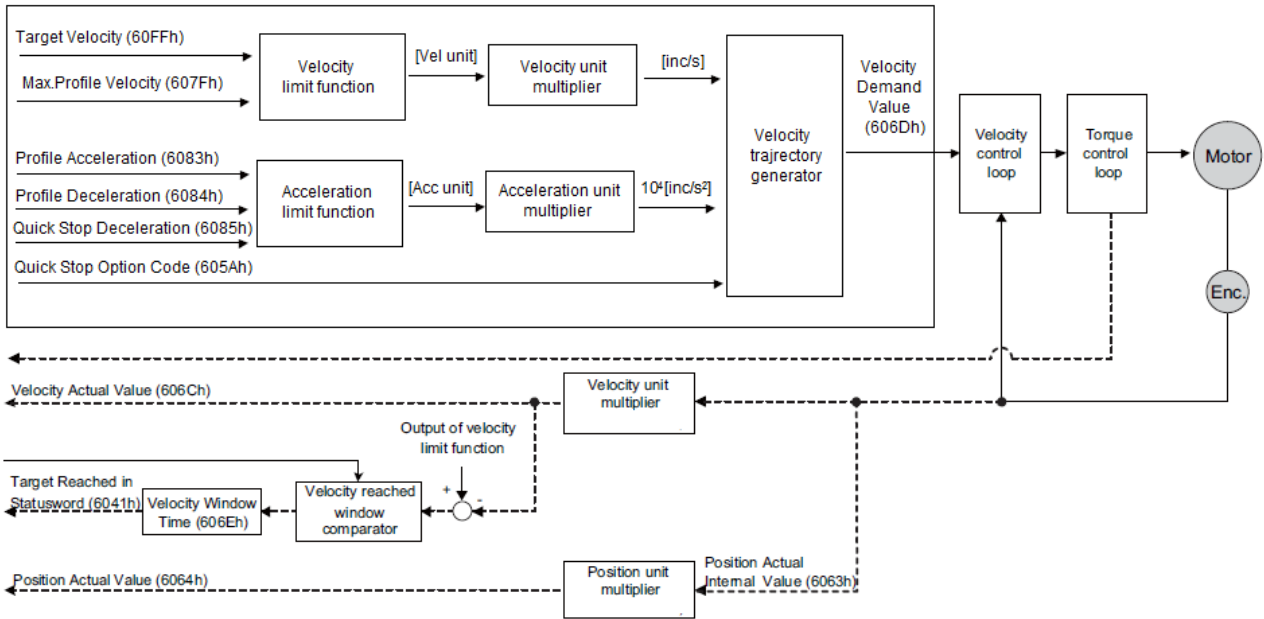 Target Velocity (60FFh)
Max.Profile Velocity (607Fh)
Velocity
limit function
[Vel unit]
Velocity unit
multiplier
[inc/s]
Profile Acceleration (6083h)
Profile Deceleration (6084h)
Quick Stop Deceleration (6085h)
Quick Stop Option Code (605Ah)
Acceleration
limit function
[Acc unit]
Acceleration unit
multiplier
10⁴[inc/s²]
Velocity
trajrectory
generator
Velocity
Demand
Value
(606Dh)
Velocity
control
loop
Torque
control
loop
Motor
Enc.
Velocity Actual Value (606Ch)
Velocity unit
multiplier
Output of velocity
limit function
+
-
Target Reached in
Statusword (6041h)
Velocity Window
Time (606Eh)
Velocity reached
window
comparator
Position Actual Value (6064h)
Position unit
multiplier
Position Actual
Internal Value (6063h)